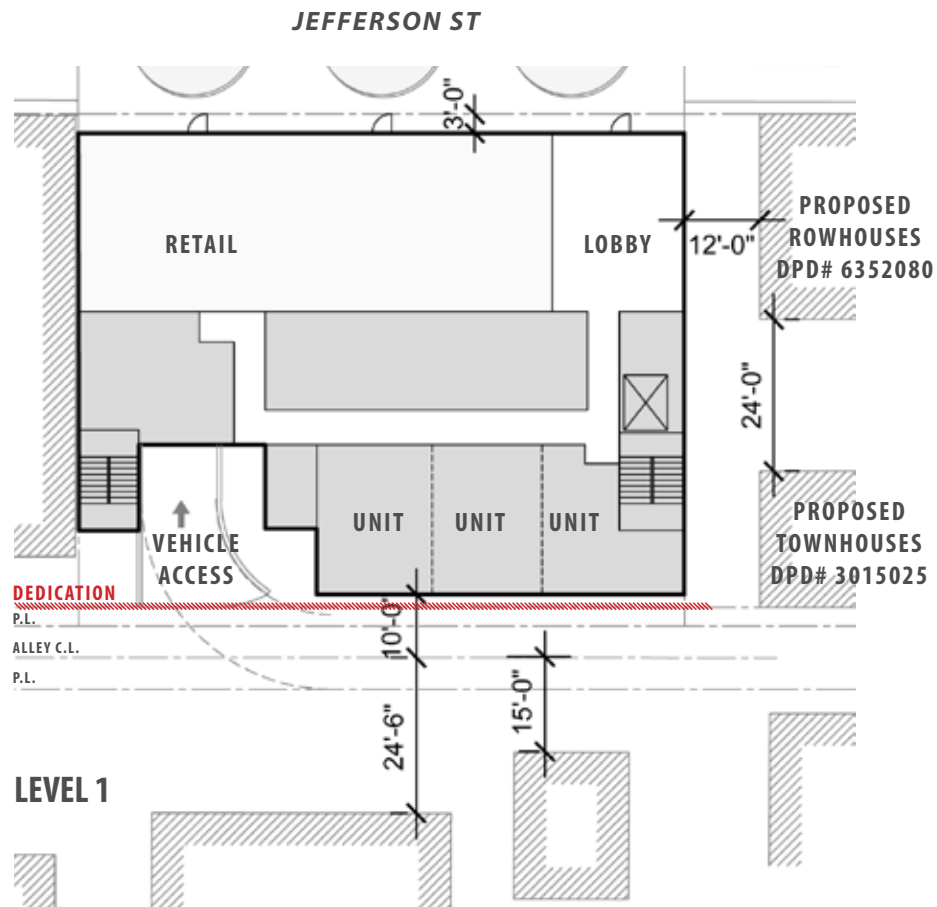 JEFFERSON ST
3'-0"
PROPOSED
ROWHOUSES
DPD# 6352080
RETAIL
LOBBY
12'-0"
24'-0"
UNIT
UNIT
UNIT
PROPOSED
TOWNHOUSES
DPD# 3015025
VEHICLE
ACCESS
DEDICATION
P.L.
10'-0"
ALLEY C.L.
P.L.
15'-0"
24'-6"
LEVEL 1